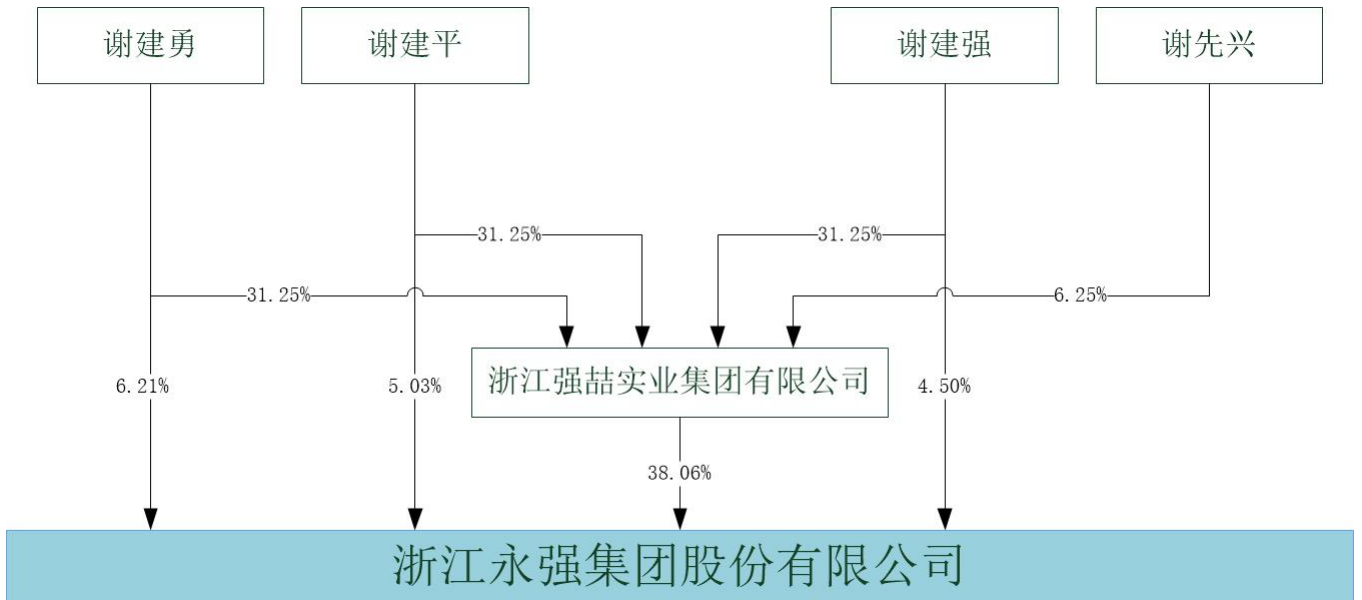 谢建勇
谢建平
谢建强
谢先兴
31.25%
31.25%
31.25%
6.25%
6.21%
5.03%
浙江强喆实业集团有限公司
4.50%
38.06%
浙江永强集团股份有限公司